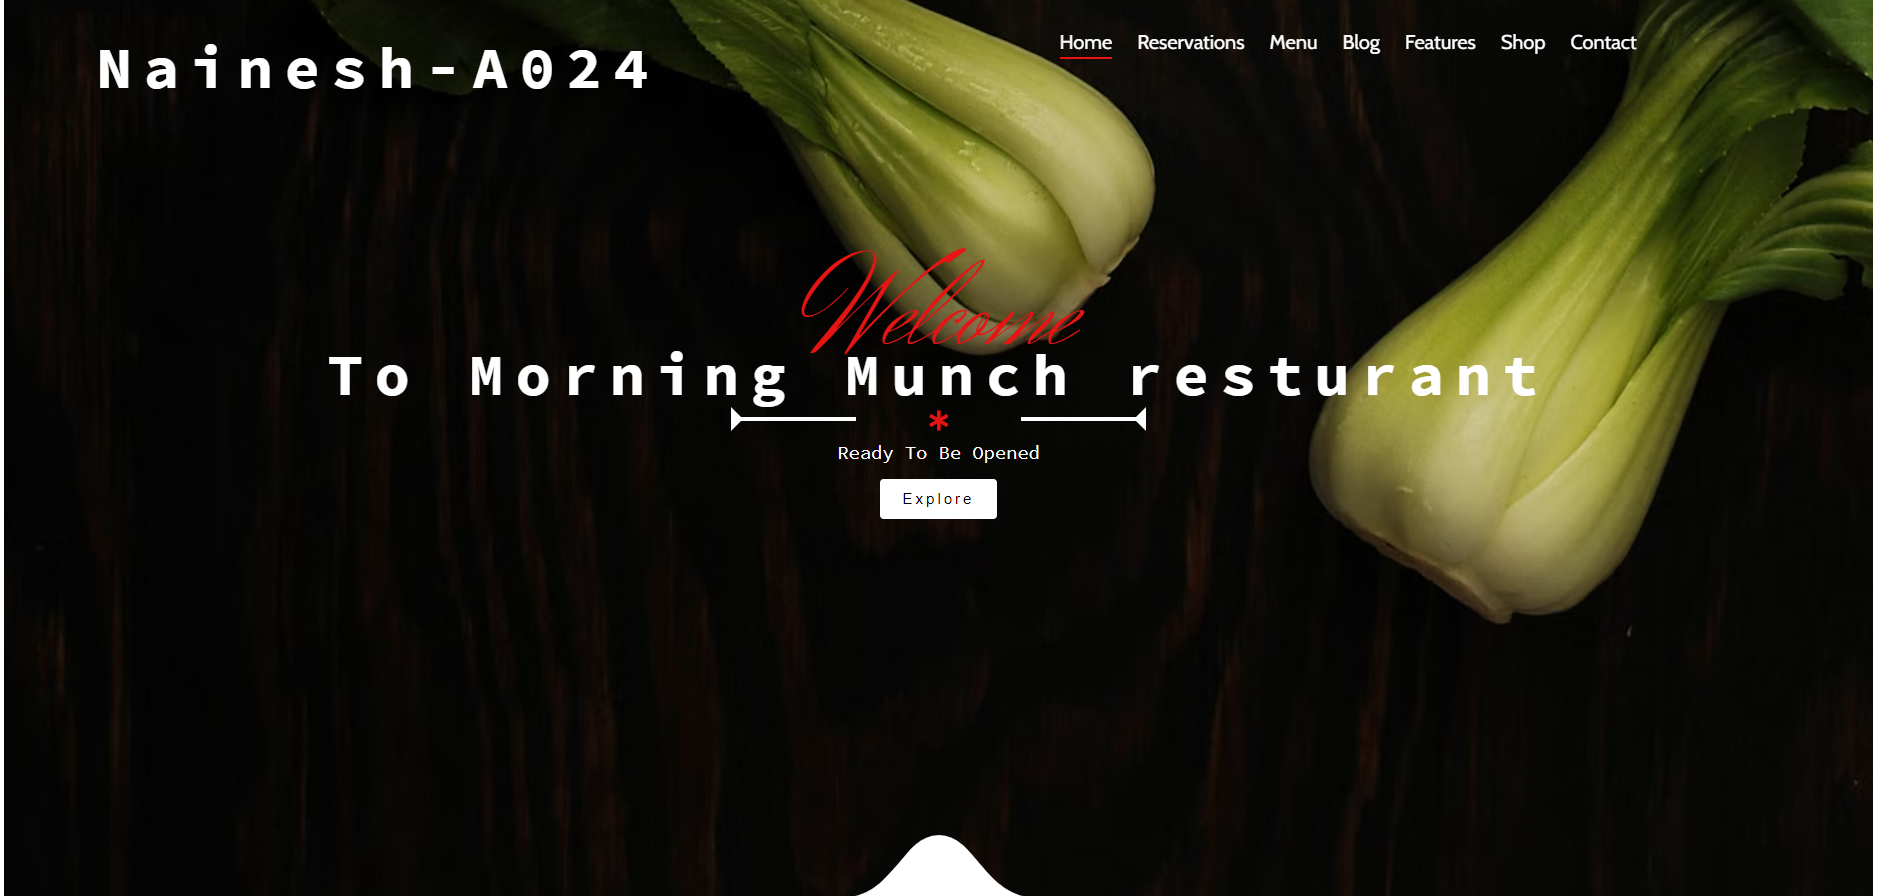 Nainesh-A024
Home Reservations Menu Blog Features Shop Contact
Welcome
To Morning Munch resturant
*
Ready To Be Opened
Explore